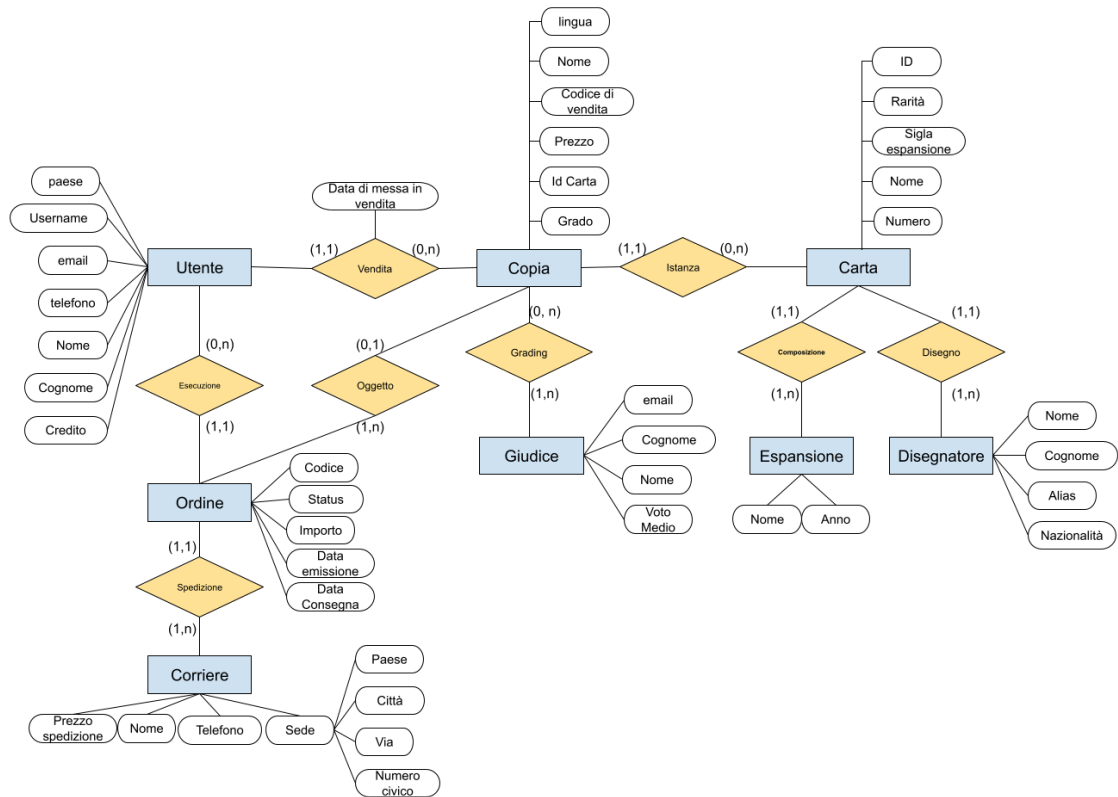 lingua
Nome
Codice di
vendita
Prezzo
Id Carta
Grado
ID
Rarità
Sigla
espansione
Nome
Numero
paese
Username
email
telefono
Nome
Cognome
Credito
Data di messa in
vendita
Utente
(1,1)
Vendita
(0,n)
Copia
(1,1)
Istanza
(0,n)
Carta
(0,n)
Esecuzione
(1,1)
(0,1)
Oggetto
(1,n)
(0, n)
Grading
(1,n)
(1,1)
Composizione
(1,n)
(1,1)
Disegno
(1,n)
Giudice
email
Cognome
Nome
Voto
Medio
Espansione
Nome
Anno
Disegnatore
Nome
Cognome
Alias
Nazionalità
Ordine
Codice
Status
Importo
Data
emissione
Data
Consegna
(1,1)
Spedizione
(1,n)
Corriere
Prezzo
spedizione
Nome
Telefono
Sede
Paese
Città
Via
Numero
civico